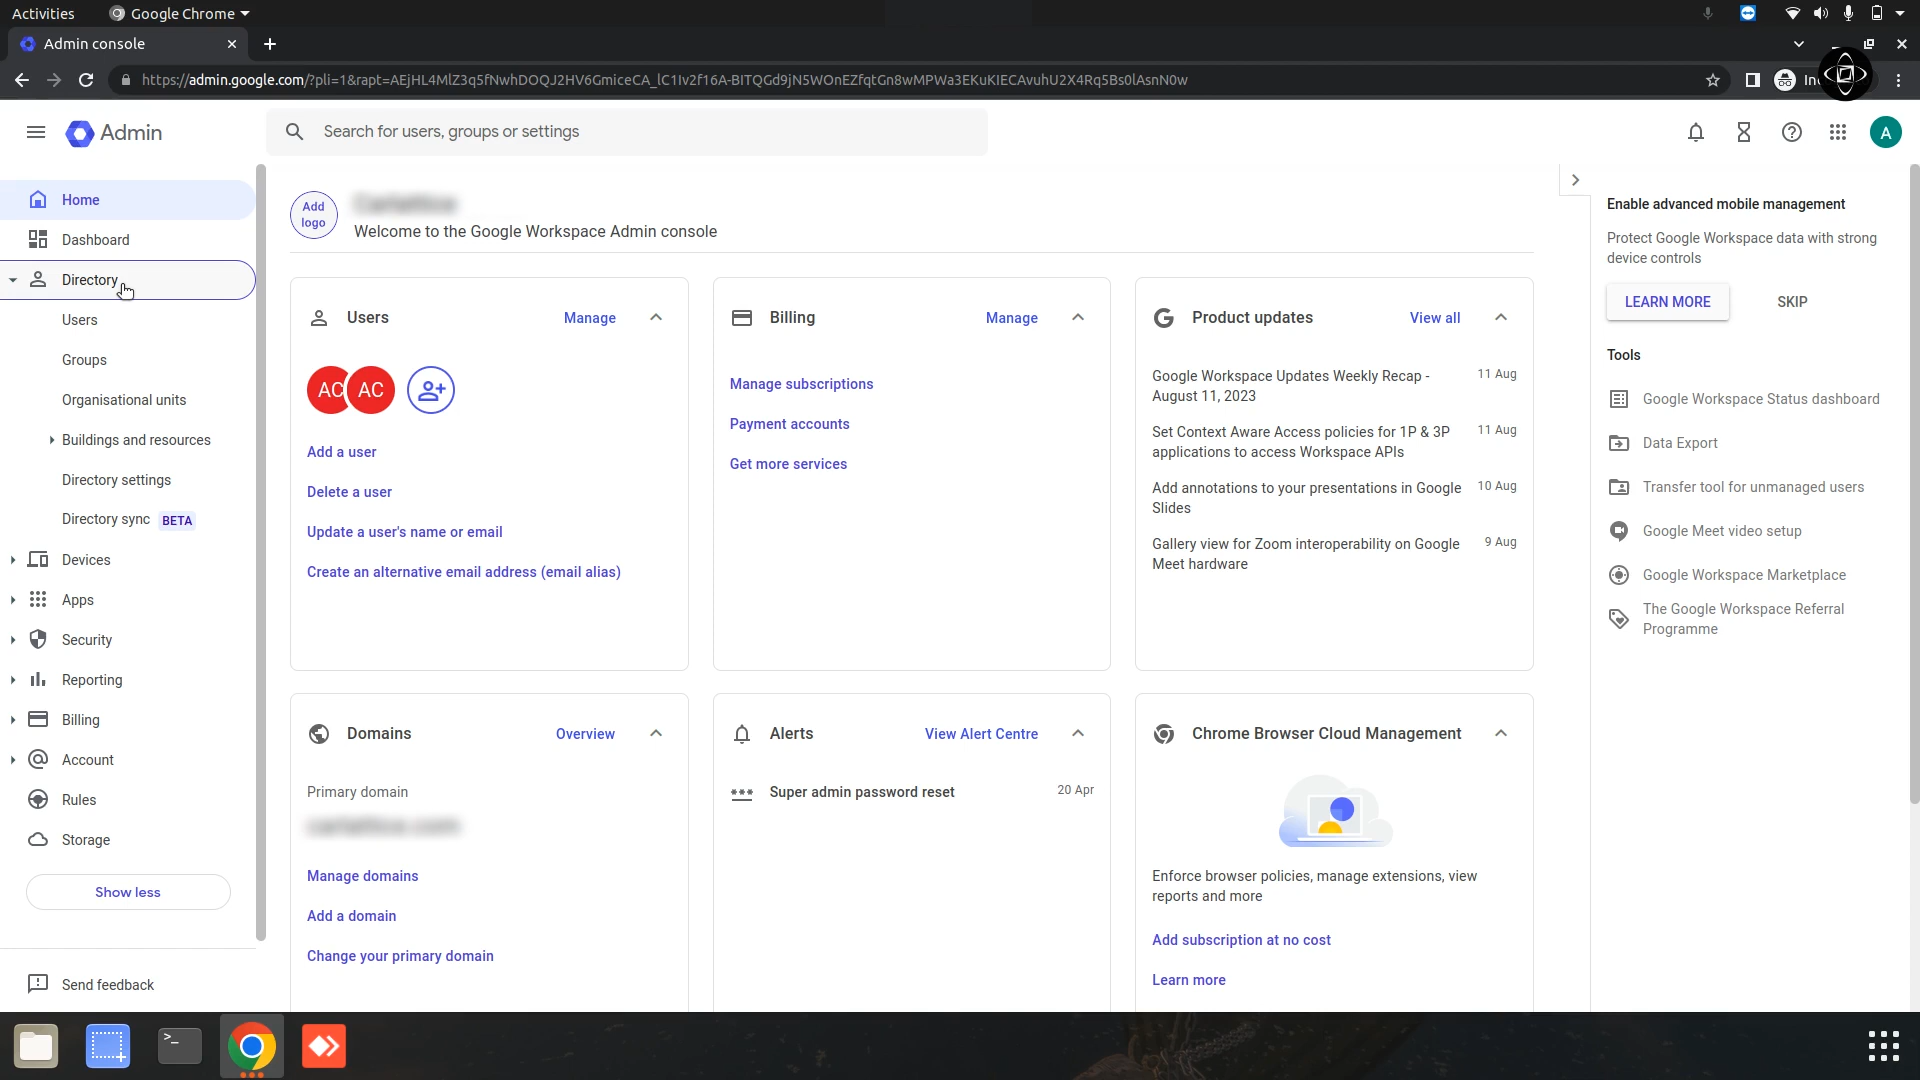 Activities
Google Chrome
Admin console
https://admin.google.com/?pli=1&rapt=AEjHL4MlZ3q5fNwhDOQJ2HV6GmiceCA_lC1Iv2f16A-BITQGd9jN5WOnEZfqtGn8wMPWa3EKuKIECAvuhU2X4Rq5Bs0lAsnN0w
Admin
Search for users, groups or settings
A
Home
Dashboard
Directory
Users
Groups
Organisational units
Buildings and resources
Directory settings
Directory sync BETA
Devices
Apps
Security
Reporting
Billing
Account
Rules
Storage
Show less
Send feedback
Add
logo
Welcome to the Google Workspace Admin console
Users
Manage
AC AC
Add a user
Delete a user
Update a user's name or email
Create an alternative email address (email alias)
Billing
Manage
Manage subscriptions
Payment accounts
Get more services
Product updates
View all
Google Workspace Updates Weekly Recap - 11 Aug
August 11, 2023
Set Context Aware Access policies for 1P & 3P 11 Aug
applications to access Workspace APIs
Add annotations to your presentations in Google 10 Aug
Slides
Gallery view for Zoom interoperability on Google 9 Aug
Meet hardware
Domains
Overview
Primary domain
Manage domains
Add a domain
Change your primary domain
Alerts
View Alert Centre
Super admin password reset 20 Apr
Chrome Browser Cloud Management
Enforce browser policies, manage extensions, view
reports and more
Add subscription at no cost
Learn more
Enable advanced mobile management
Protect Google Workspace data with strong
device controls
LEARN MORE
SKIP
Tools
Google Workspace Status dashboard
Data Export
Transfer tool for unmanaged users
Google Meet video setup
Google Workspace Marketplace
The Google Workspace Referral
Programme